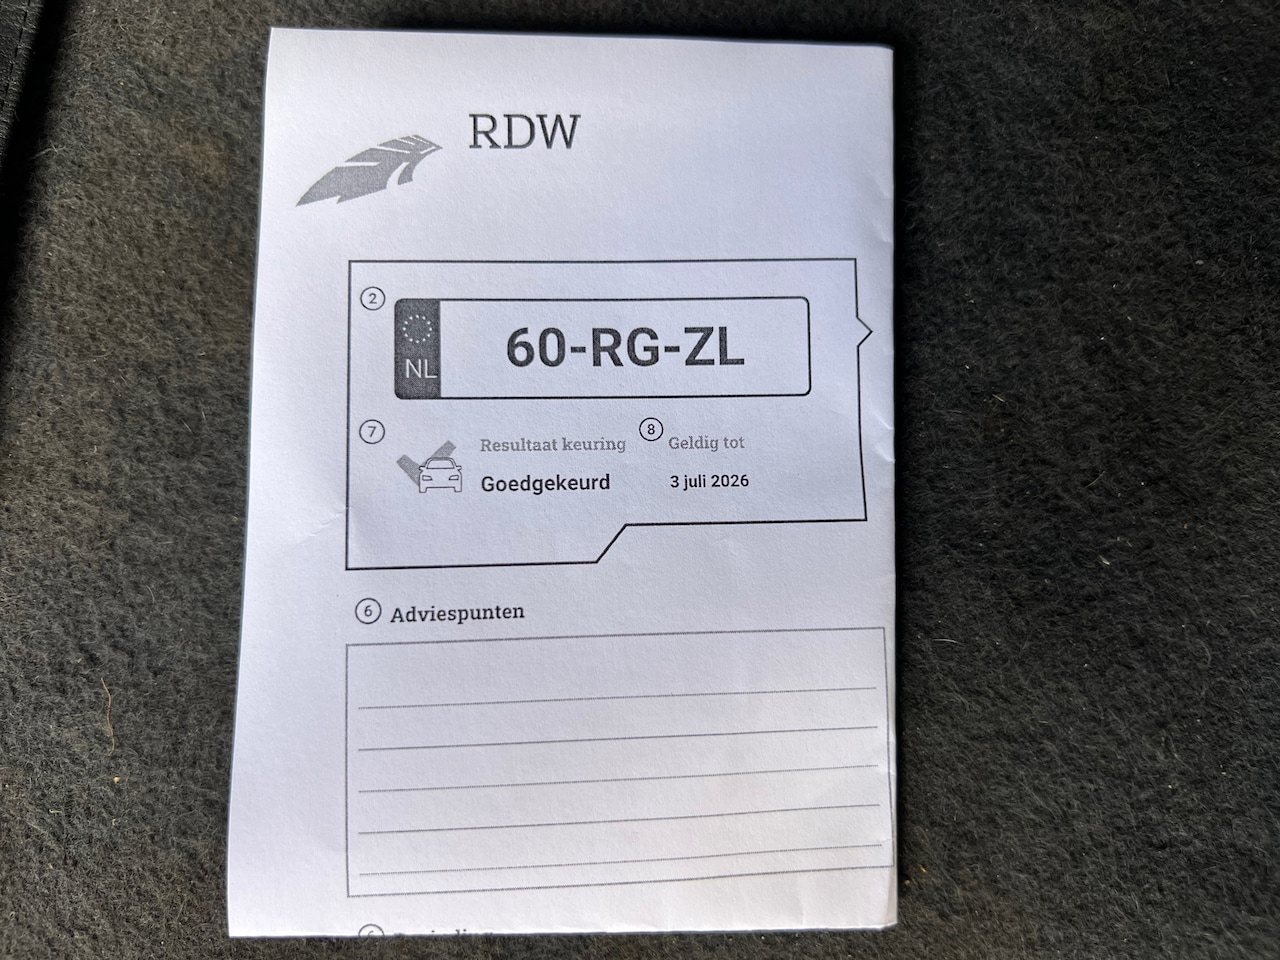 RDW
2
NL
60-RG-ZL
7
Resultaat keuring
Goedgekeurd
8
Geldig tot
3 juli 2026
6 Adviespunten